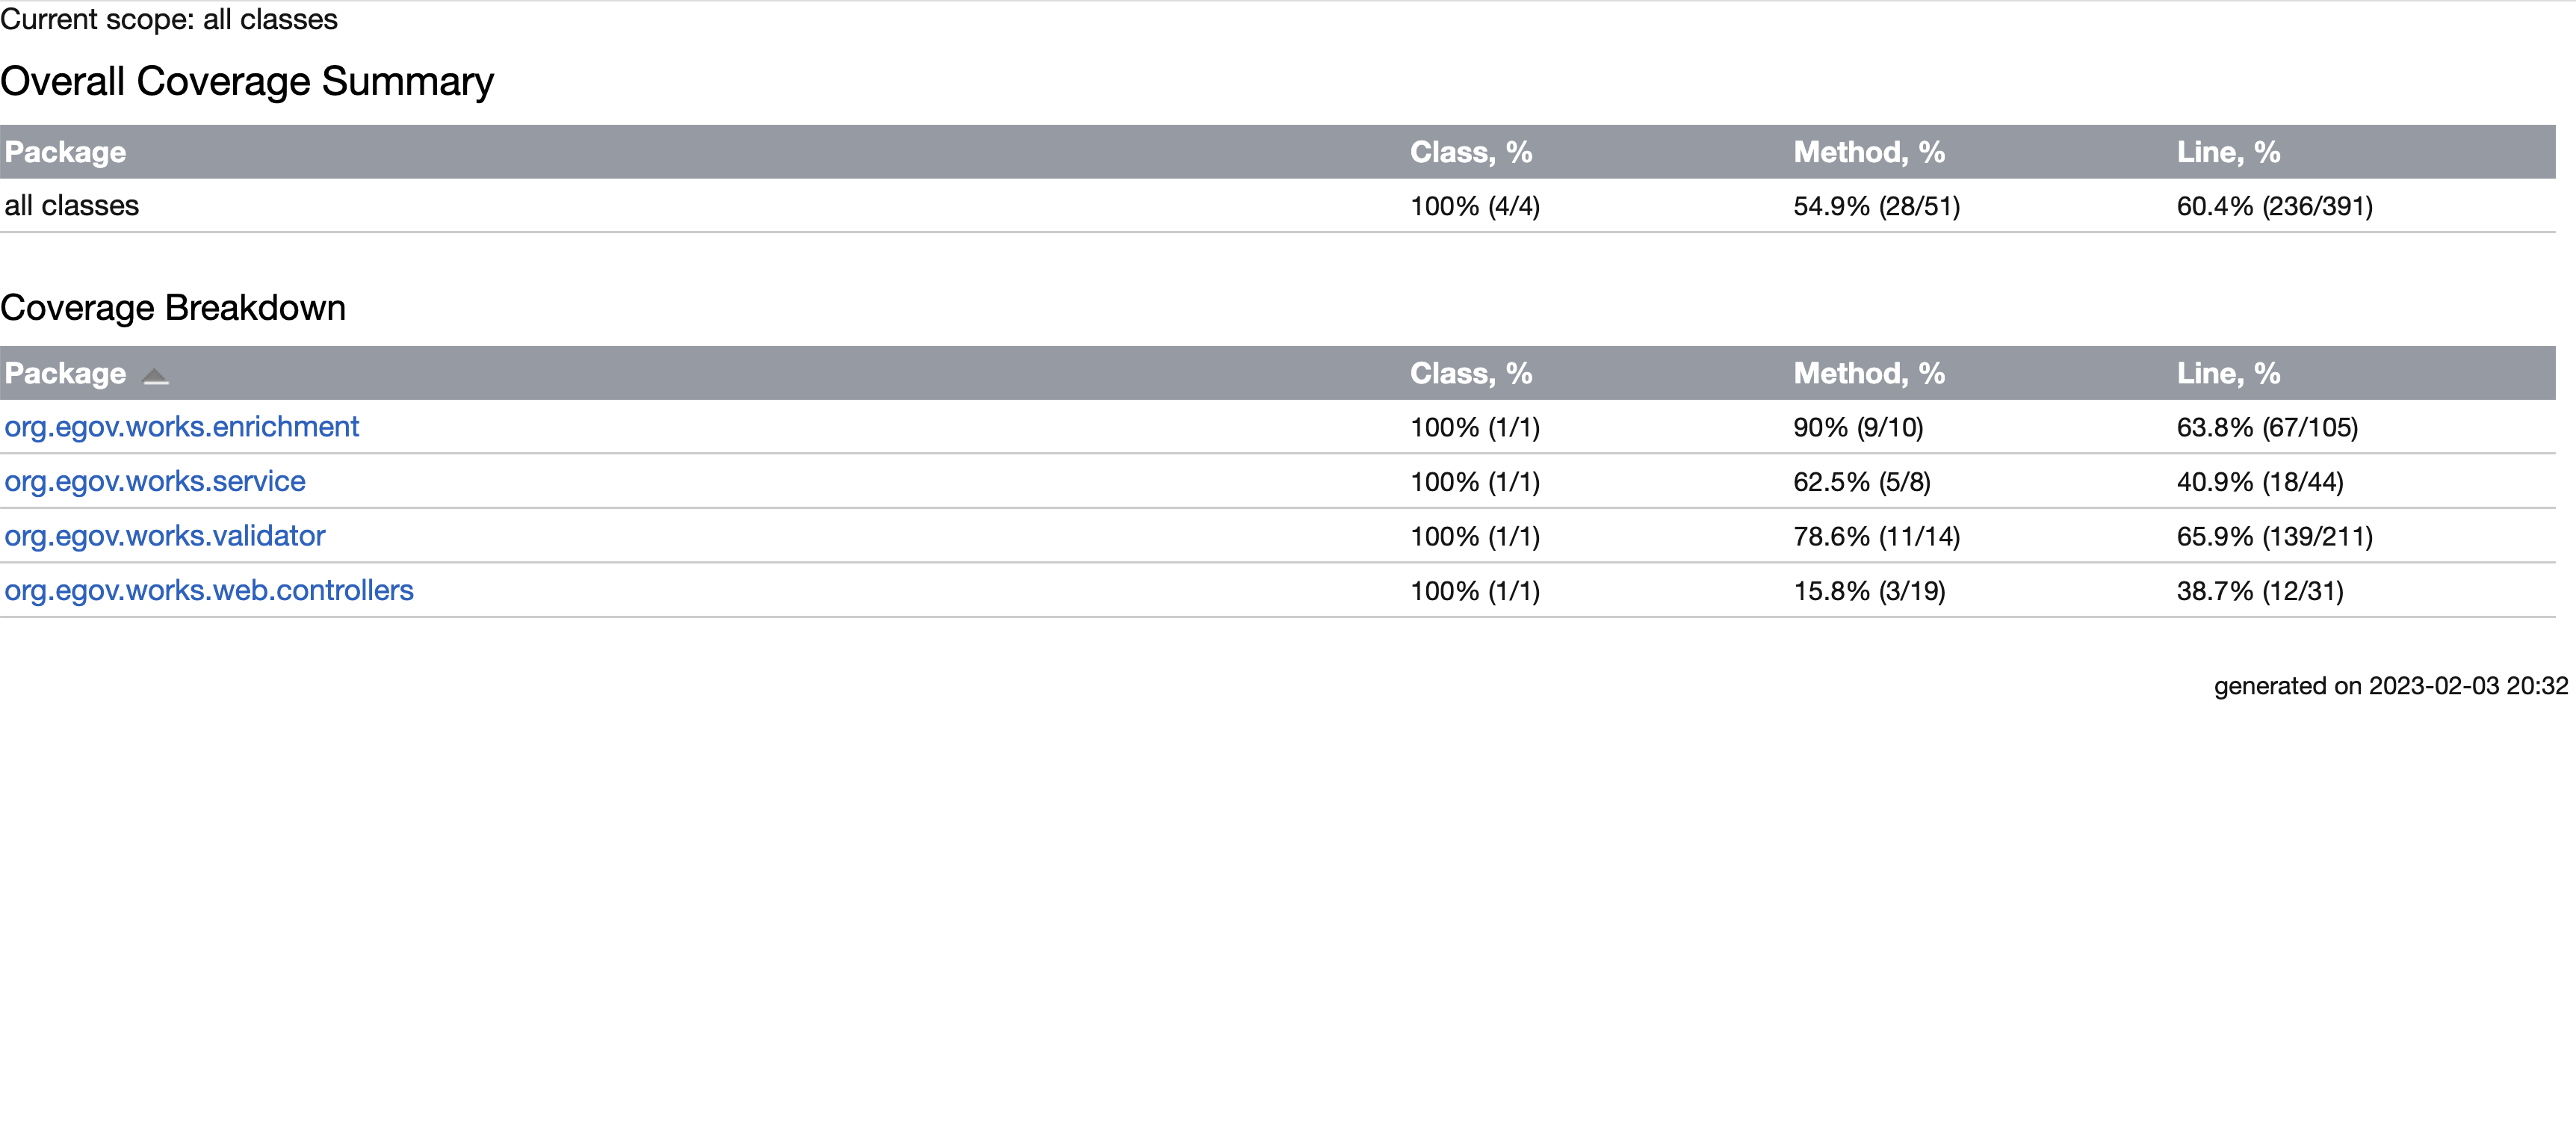 Current scope: all classes
Overall Coverage Summary
Package Class, % Method, % Line, %
all classes 100% (4/4) 54.9% (28/51) 60.4% (236/391)
Coverage Breakdown
Package Class, % Method, % Line, %
org.egov.works.enrichment 100% (1/1) 90% (9/10) 63.8% (67/105)
org.egov.works.service 100% (1/1) 62.5% (5/8) 40.9% (18/44)
org.egov.works.validator 100% (1/1) 78.6% (11/14) 65.9% (139/211)
org.egov.works.web.controllers 100% (1/1) 15.8% (3/19) 38.7% (12/31)
generated on 2023-02-03 20:32